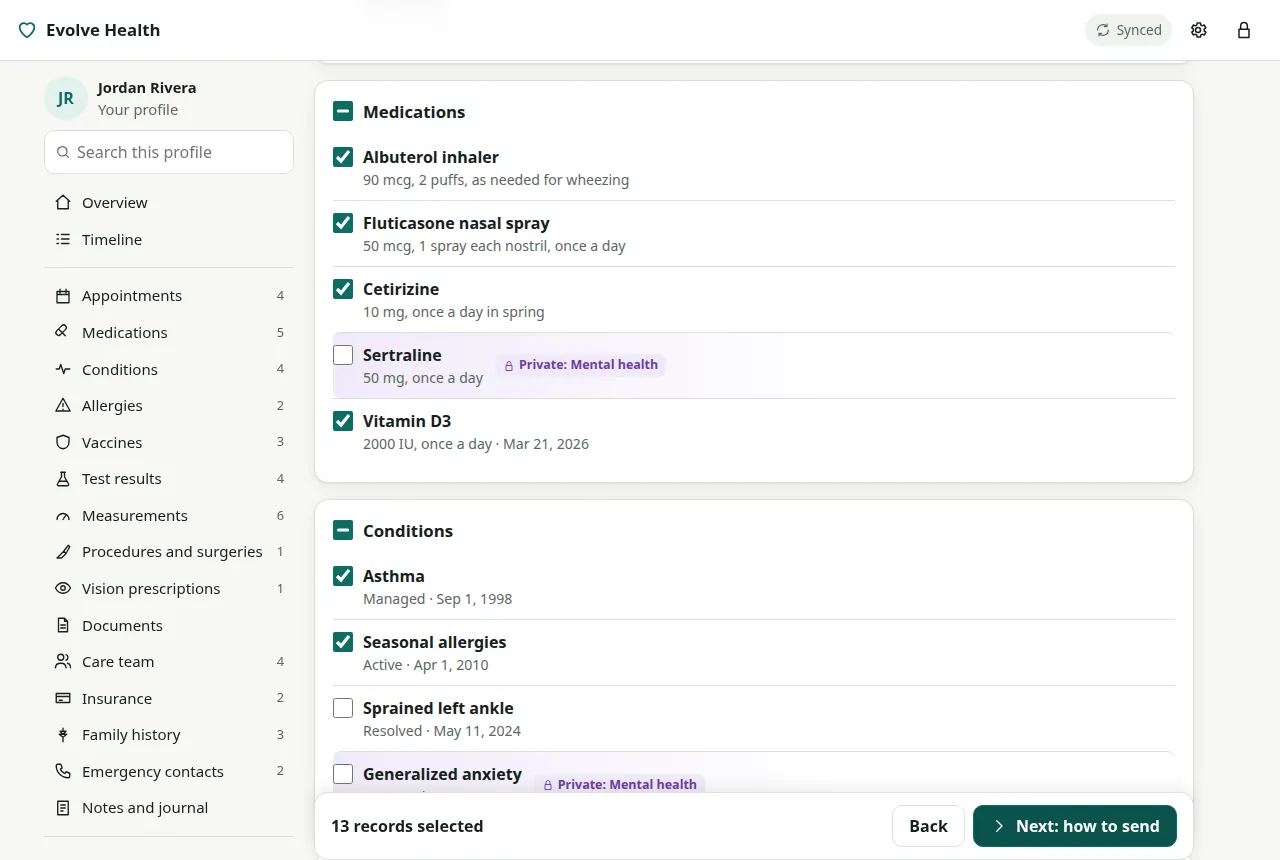 Evolve Health
Synced
JR
Jordan Rivera
Your profile
Search this profile
Overview
Timeline
Appointments 4
Medications 5
Conditions 4
Allergies 2
Vaccines 3
Test results 4
Measurements 6
Procedures and surgeries 1
Vision prescriptions 1
Documents
Care team 4
Insurance 2
Family history 3
Emergency contacts 2
Notes and journal
Medications
Albuterol inhaler
90 mcg, 2 puffs, as needed for wheezing
Fluticasone nasal spray
50 mcg, 1 spray each nostril, once a day
Cetirizine
10 mg, once a day in spring
Sertraline
50 mg, once a day
Private: Mental health
Vitamin D3
2000 IU, once a day · Mar 21, 2026
Conditions
Asthma
Managed · Sep 1, 1998
Seasonal allergies
Active · Apr 1, 2010
Sprained left ankle
Resolved · May 11, 2024
Generalized anxiety
Private: Mental health
13 records selected
Back
Next: how to send